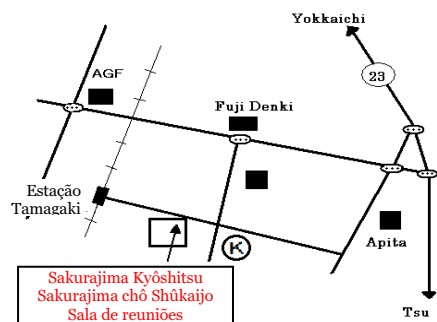 Yokkaichi
23
AGF
Fuji Denki
Estação
Tamagaki
K
Apita
Sakurajima Kyôshitsu
Sakurajima chô Shûkaijo
Sala de reuniões
Tsu